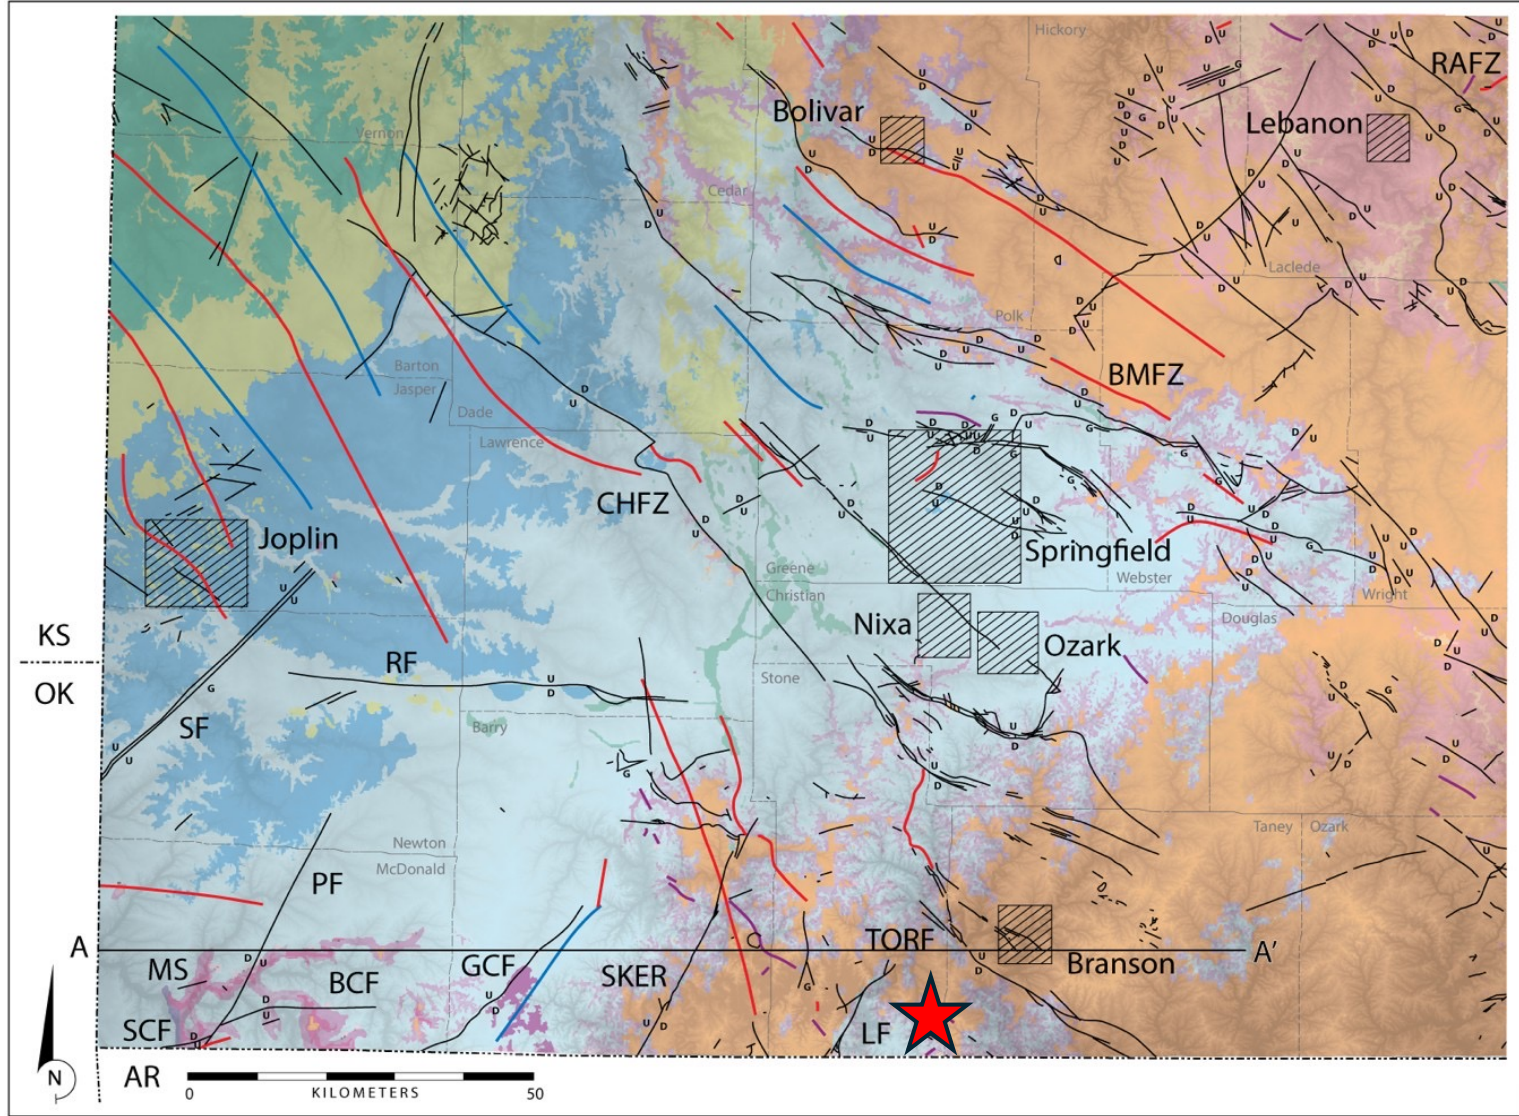 Hickory
RAFZ
Bolivar
Lebanon
Vernon
Cedar
Laclede
Polk
Barton
Jasper
BMFZ
Dade
Lawrence
CHFZ
Joplin
Springfield
Greene
Christian
Webster
Wright
Douglas
Nixa
Ozark
KS
OK
RF
Stone
SF
Barry
Newton
McDonald
Taney
Ozark
PF
A
TORF
A'
MS
BCF
GCF
SKER
Branson
SCF
LF
AR
N
0
KILOMETERS
50